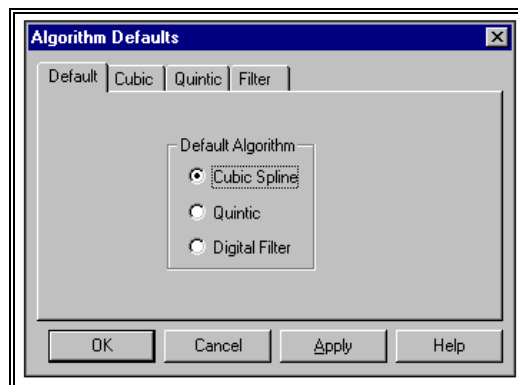 Algorithm Defaults
Default Cubic Quintic Filter
Default Algorithm
Cubic Spline
Quintic
Digital Filter
OK Cancel Apply Help